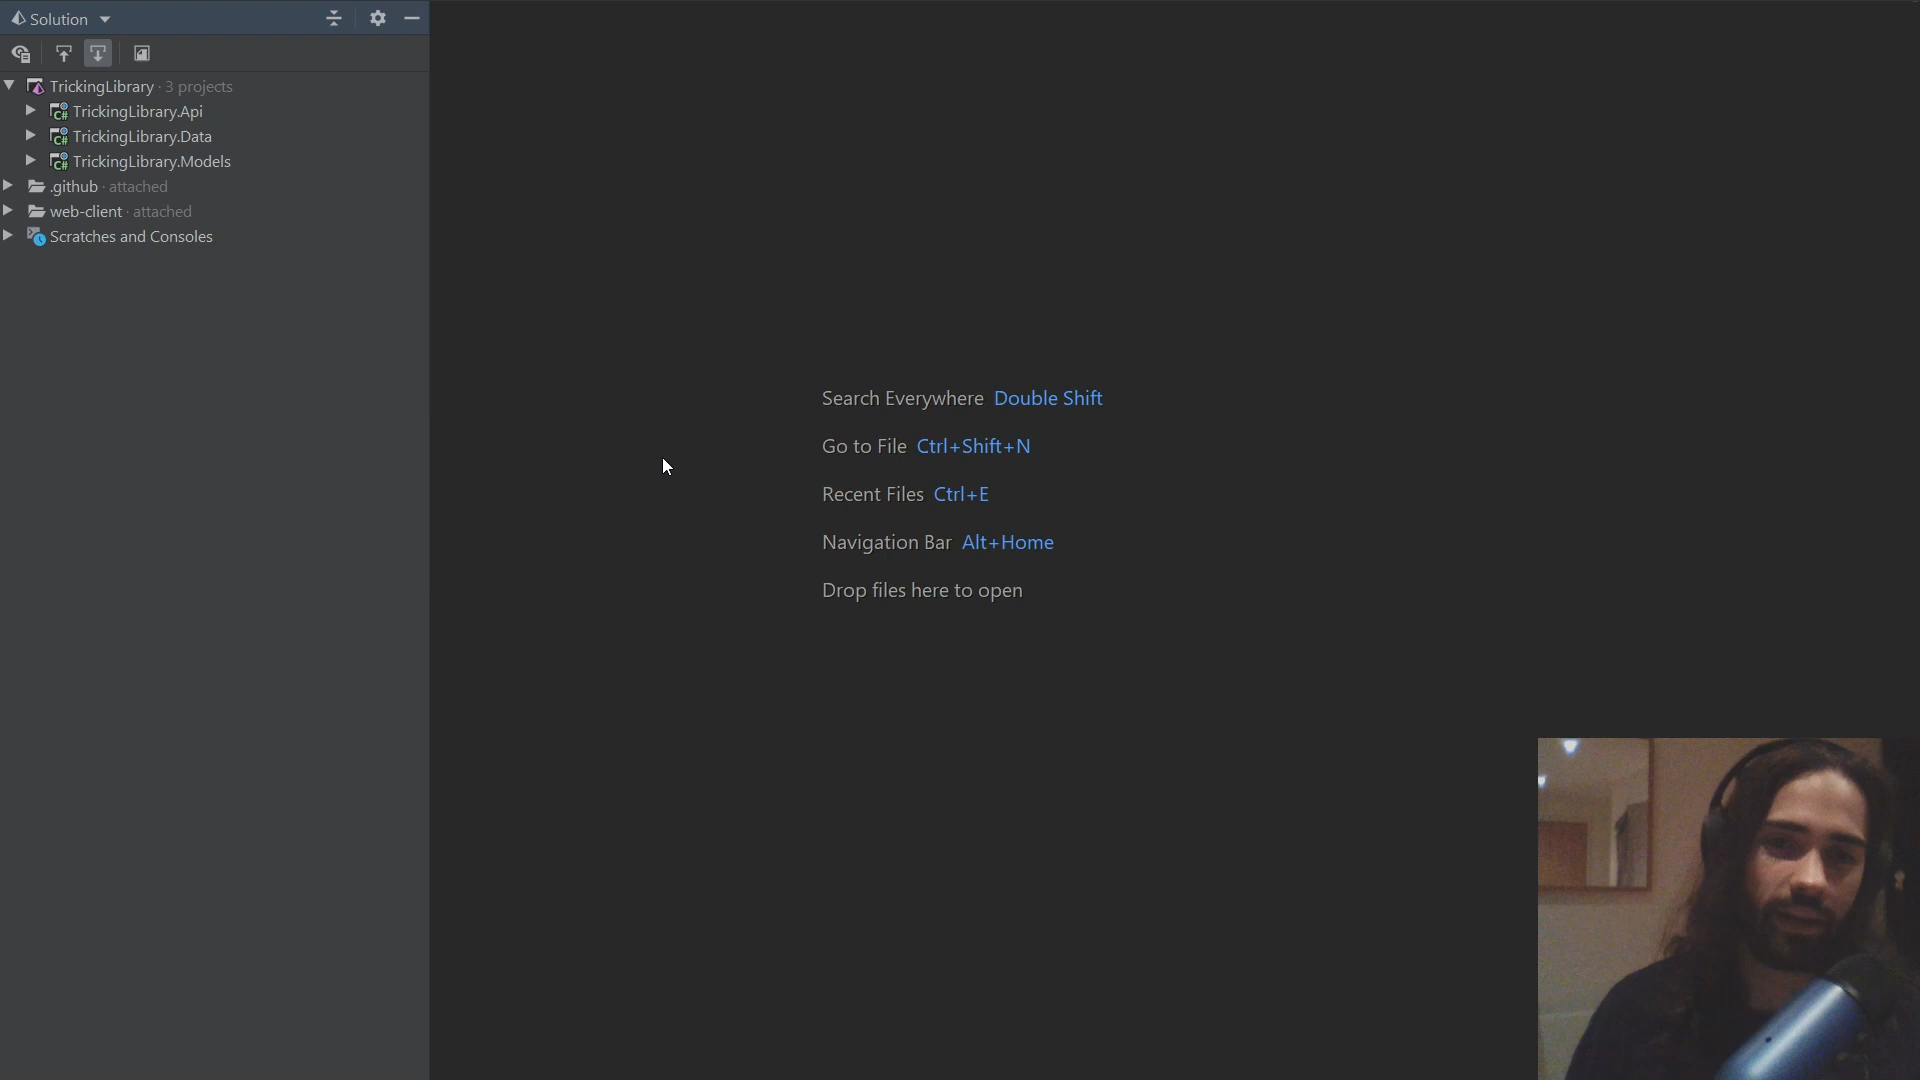 Solution
TrickingLibrary · 3 projects
TrickingLibrary.Api
TrickingLibrary.Data
TrickingLibrary.Models
.github · attached
web-client · attached
Scratches and Consoles
Search Everywhere Double Shift
Go to File Ctrl+Shift+N
Recent Files Ctrl+E
Navigation Bar Alt+Home
Drop files here to open